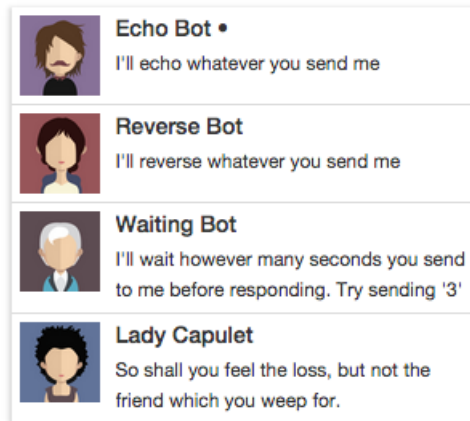 Echo Bot •
I'll echo whatever you send me
Reverse Bot
I'll reverse whatever you send me
Waiting Bot
I'll wait however many seconds you send
to me before responding. Try sending '3'
Lady Capulet
So shall you feel the loss, but not the
friend which you weep for.